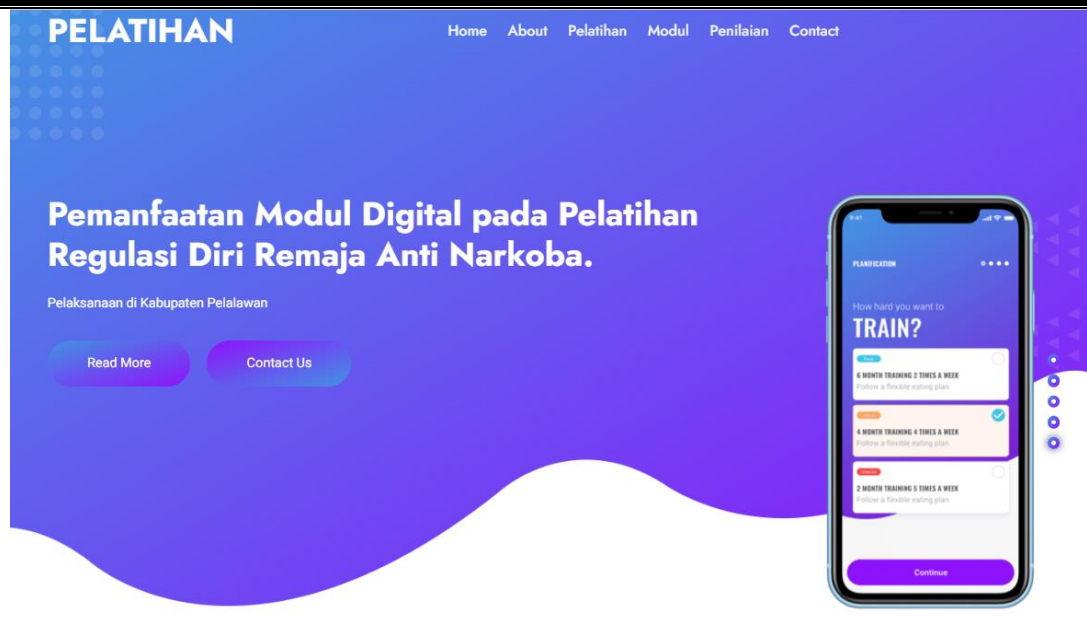 PELATIHAN
Home About Pelatihan Modul Penilaian Contact
Pemanfaatan Modul Digital pada Pelatihan
Regulasi Diri Remaja Anti Narkoba.
Pelaksanaan di Kabupaten Pelalawan
Read More Contact Us
9:41
PLANIFICATION
How hard you want to
TRAIN?
6 MONTH TRAINING 2 TIMES A WEEK
Follow a flexible eating plan
4 MONTH TRAINING 4 TIMES A WEEK
Follow a flexible eating plan
2 MONTH TRAINING 5 TIMES A WEEK
Follow a flexible eating plan
Continue